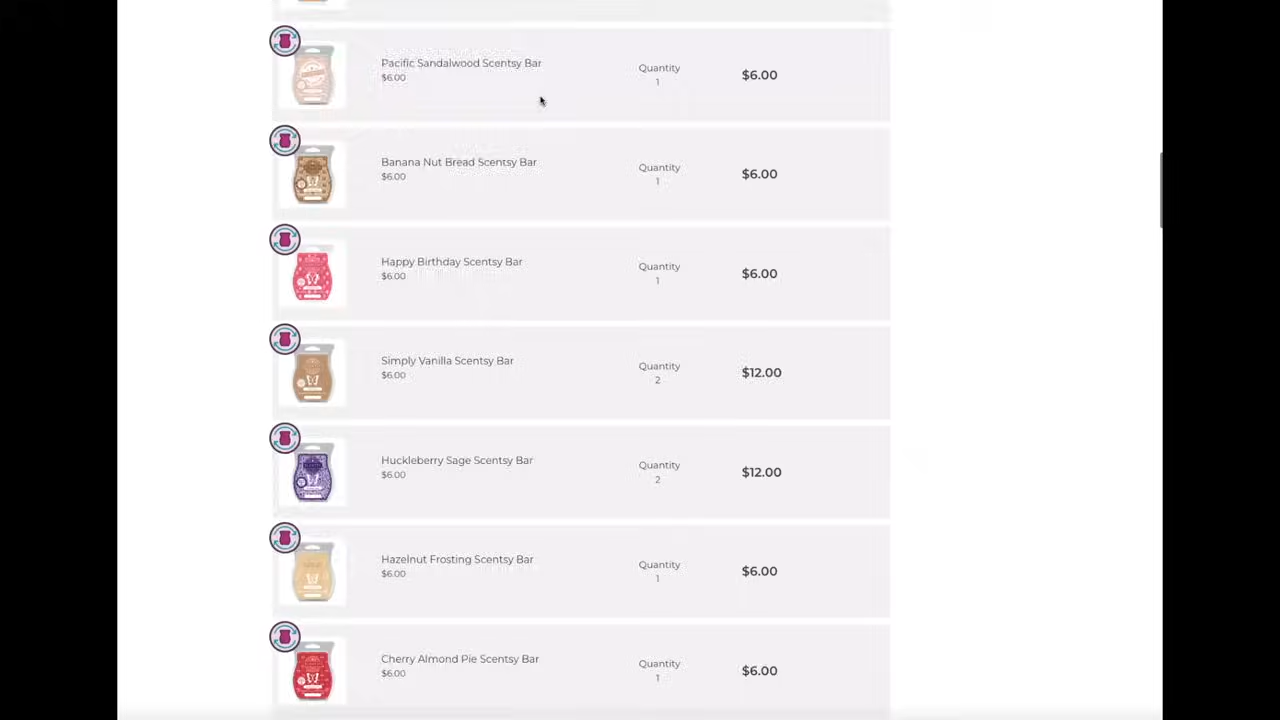 Pacific Sandalwood Scentsy Bar
$6.00
Quantity
1
$6.00
Banana Nut Bread Scentsy Bar
$6.00
Quantity
1
$6.00
Happy Birthday Scentsy Bar
$6.00
Quantity
1
$6.00
Simply Vanilla Scentsy Bar
$6.00
Quantity
2
$12.00
Huckleberry Sage Scentsy Bar
$6.00
Quantity
2
$12.00
Hazelnut Frosting Scentsy Bar
$6.00
Quantity
1
$6.00
Cherry Almond Pie Scentsy Bar
$6.00
Quantity
1
$6.00